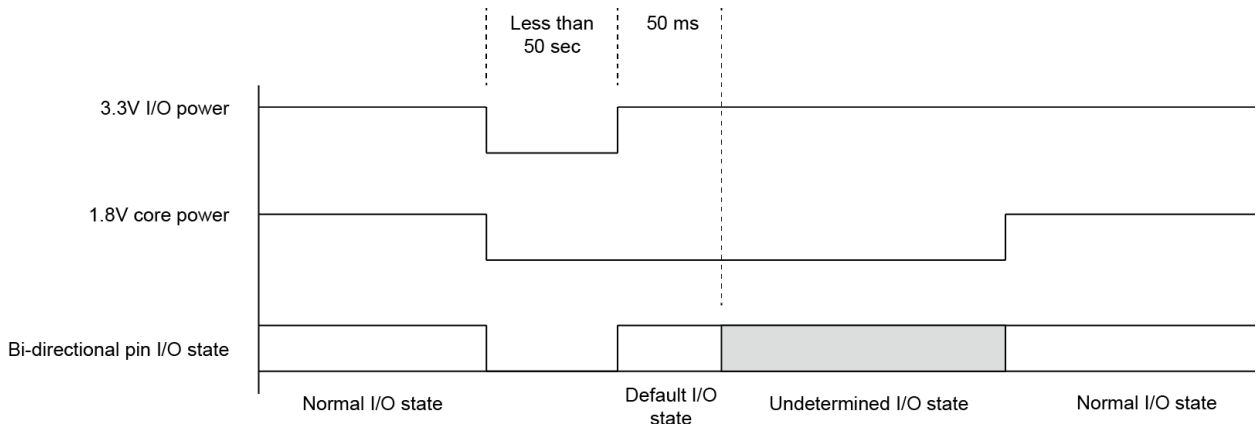 Less than
50 sec
50 ms
3.3V I/O power
1.8V core power
Bi-directional pin I/O state
Normal I/O state
Default I/O
state
Undetermined I/O state
Normal I/O state